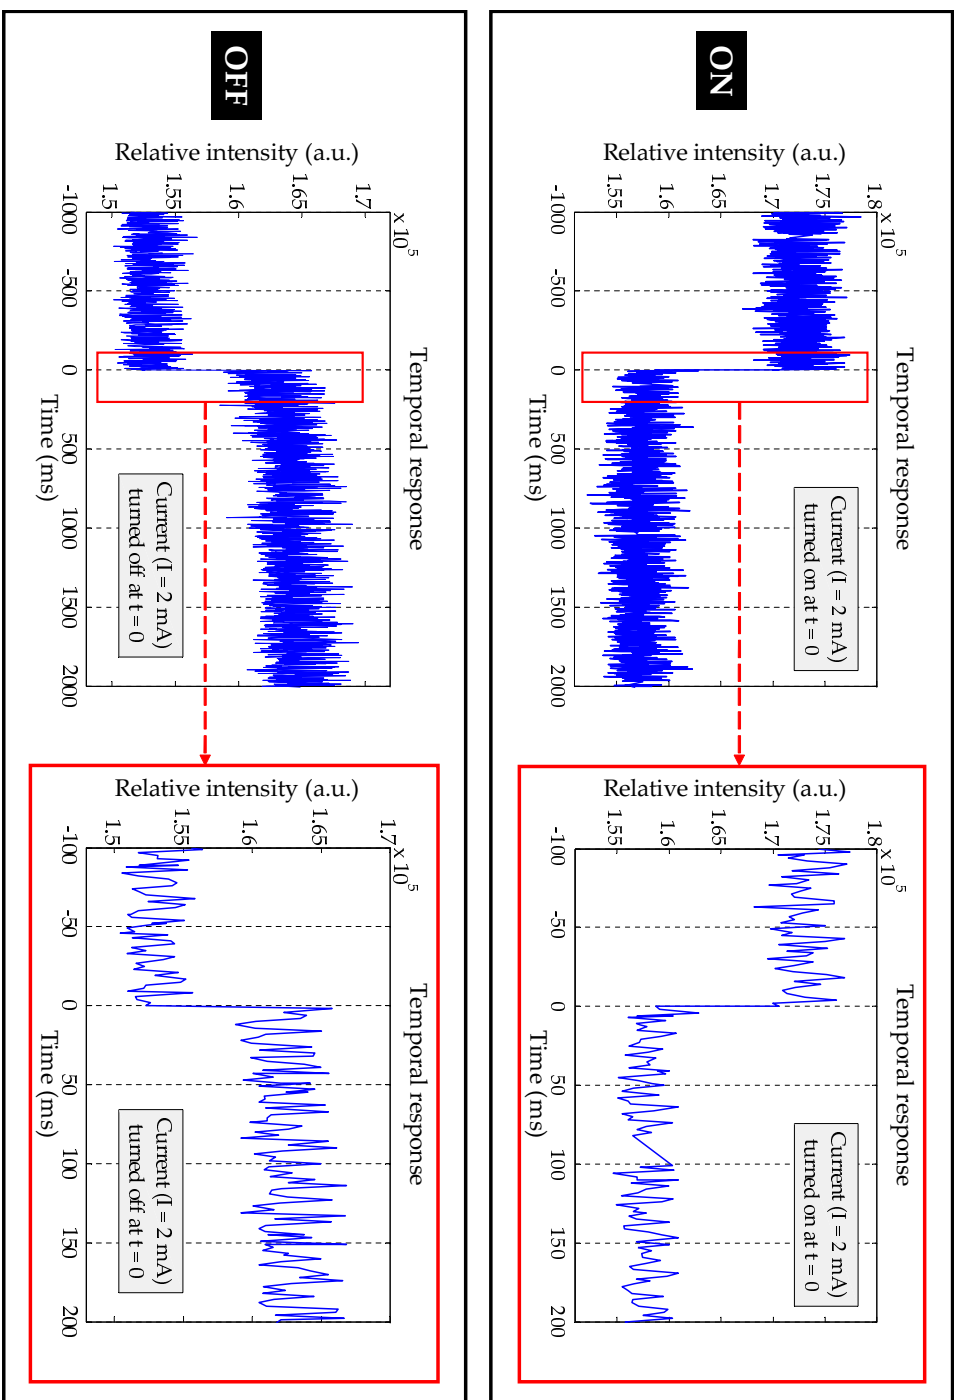 ON
Temporal response
x 10^5
Relative intensity (a.u.)
1.8
1.75
1.7
1.65
1.6
1.55
Current (I = 2 mA)
turned on at t = 0
-1000 -500 0 500 1000 1500 2000
Time (ms)
Temporal response
x 10^5
Relative intensity (a.u.)
1.8
1.75
1.7
1.65
1.6
1.55
Current (I = 2 mA)
turned on at t = 0
-100 -50 0 50 100 150 200
Time (ms)
OFF
Temporal response
x 10^5
Relative intensity (a.u.)
1.7
1.65
1.6
1.55
1.5
Current (I = 2 mA)
turned off at t = 0
-1000 -500 0 500 1000 1500 2000
Time (ms)
Temporal response
x 10^5
Relative intensity (a.u.)
1.7
1.65
1.6
1.55
1.5
Current (I = 2 mA)
turned off at t = 0
-100 -50 0 50 100 150 200
Time (ms)